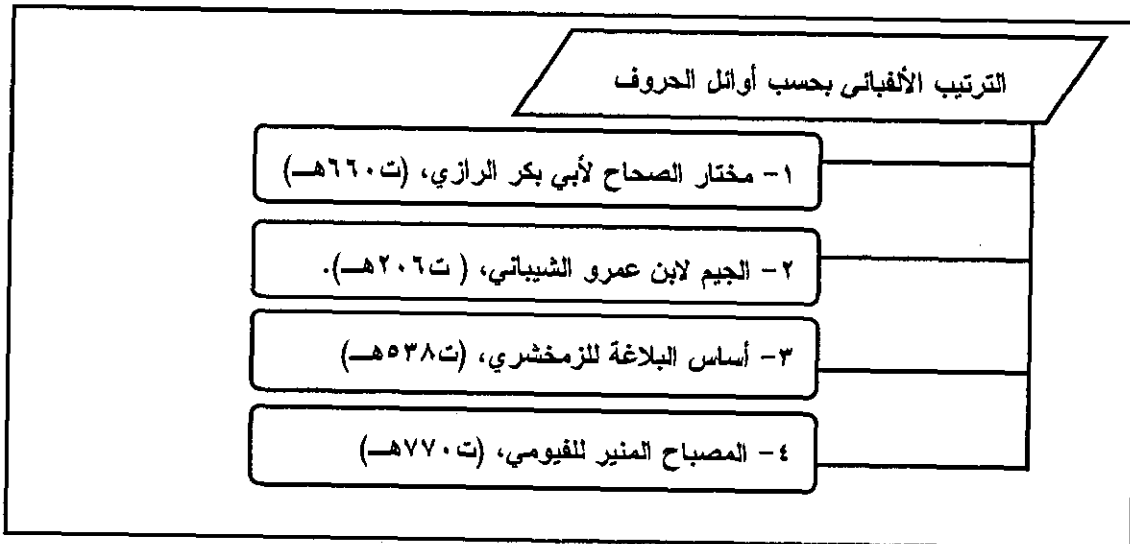 الترتيب الألفبائي بحسب أوائل الحروف
١- مختار الصحاح لأبي بكر الرازي، (ت٦٦٠هـ)
٢- الجيم لابن عمرو الشيباني، ( ت٢٠٦هـ).
٣- أساس البلاغة للزمخشري، (ت٥٣٨هـ)
٤- المصباح المنير للفيومي، (ت٧٧٠هـ)